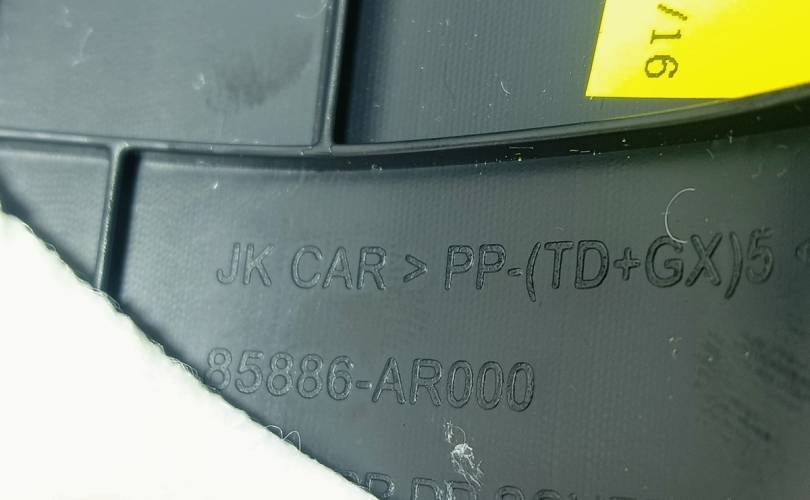 /16
JK CAR > PP-(TD+GX)5 <
85886-AR000